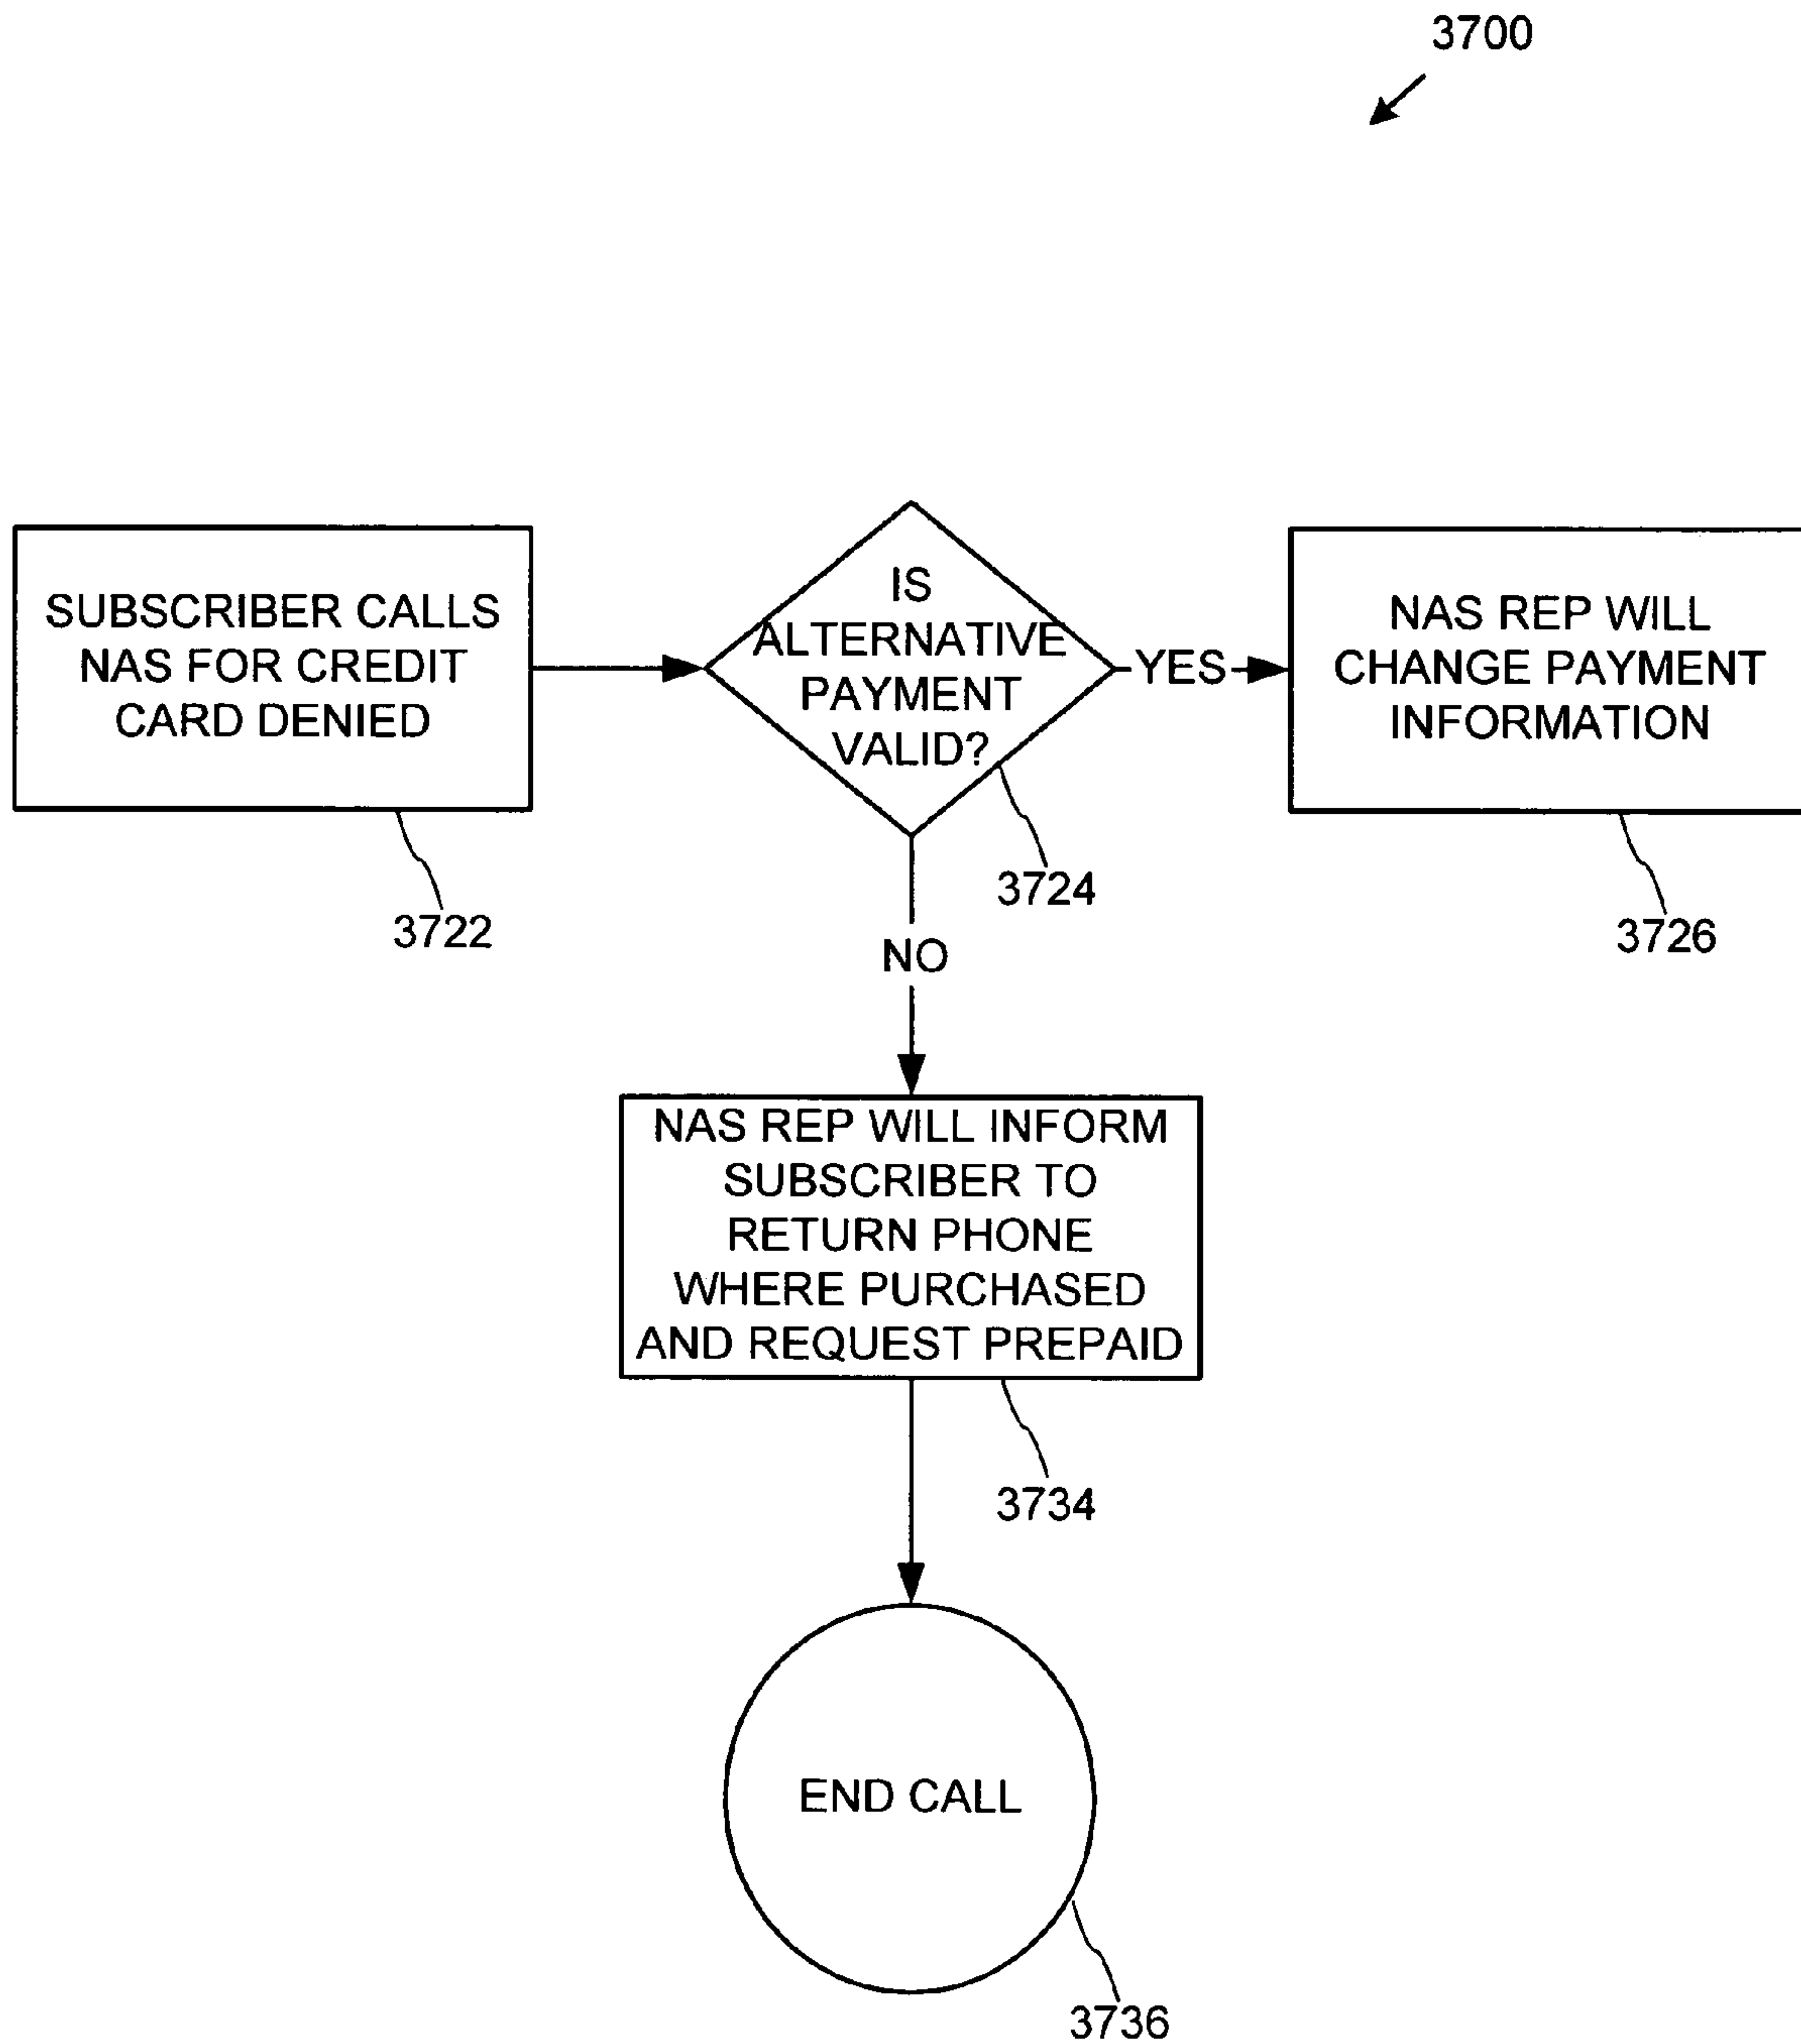 3700
SUBSCRIBER CALLS
NAS FOR CREDIT
CARD DENIED
3722
IS
ALTERNATIVE
PAYMENT
VALID?
3724
YES
NAS REP WILL
CHANGE PAYMENT
INFORMATION
3726
NO
NAS REP WILL INFORM
SUBSCRIBER TO
RETURN PHONE
WHERE PURCHASED
AND REQUEST PREPAID
3734
END CALL
3736